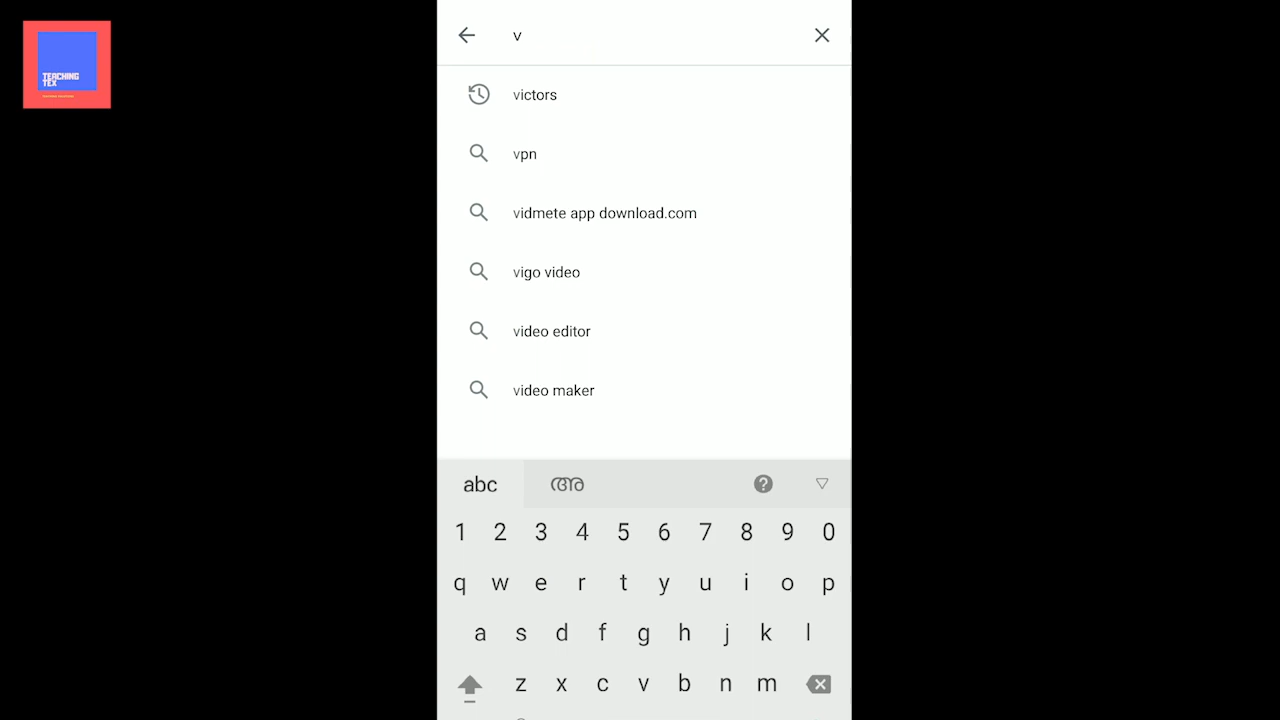 TEACHING
TEX
v
victors
vpn
vidmete app download.com
vigo video
video editor
video maker
abc അ
1 2 3 4 5 6 7 8 9 0
q w e r t y u i o p
a s d f g h j k l
z x c v b n m